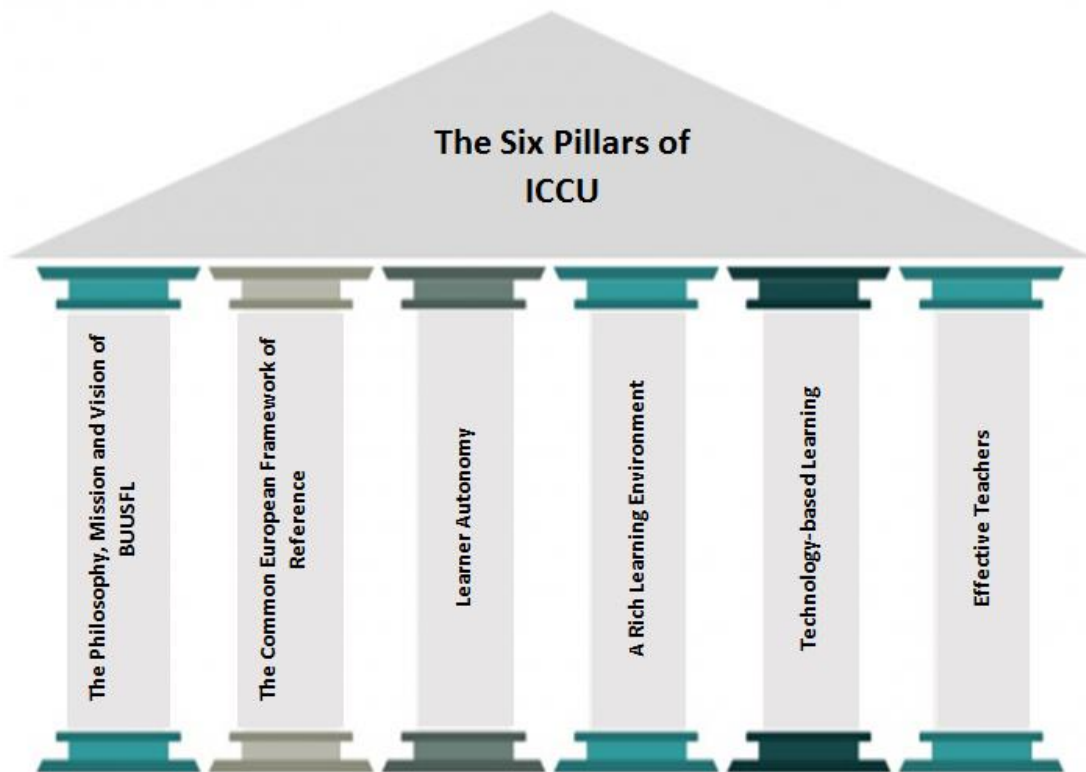 The Six Pillars of
ICCU
The Philosophy, Mission and Vision of
BUUSFL
The Common European Framework of
Reference
Learner Autonomy
A Rich Learning Environment
Technology-based Learning
Effective Teachers